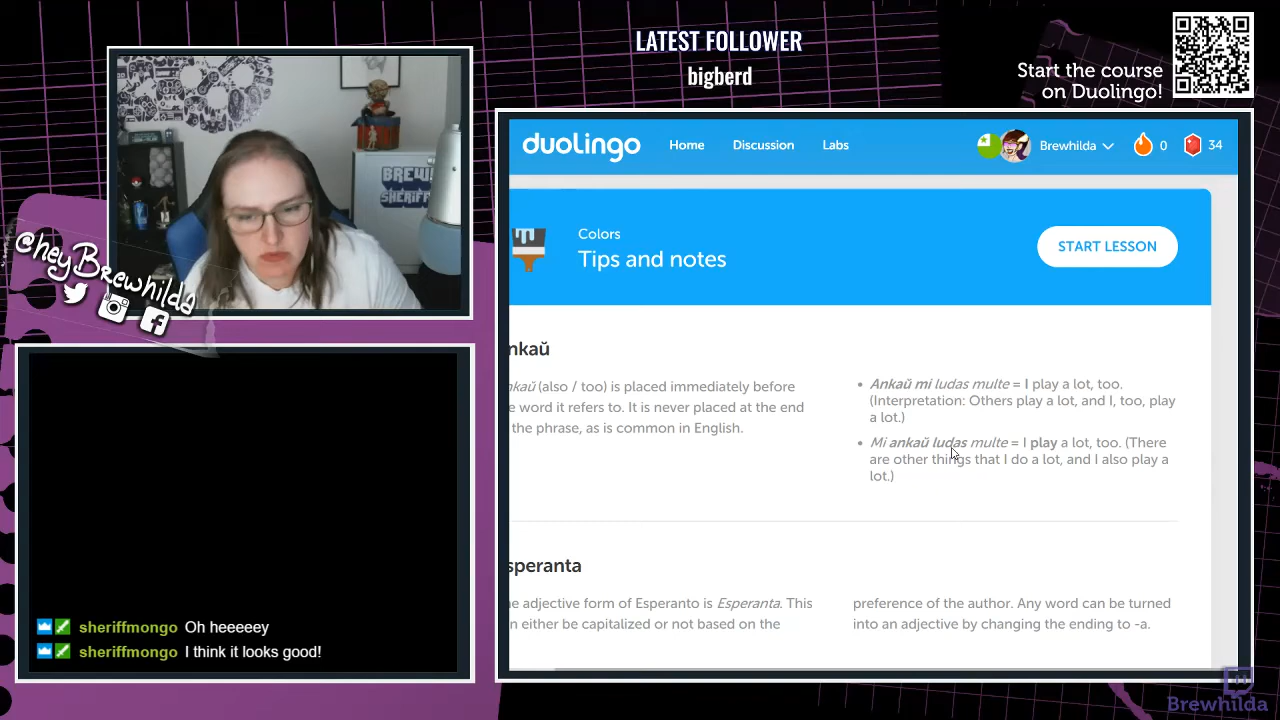 LATEST FOLLOWER
bigberd
Start the course
on Duolingo!
@heyBrewhilda
BREW!
SHERIFF
duolingo
Home
Discussion
Labs
Brewhilda
0
34
Colors
Tips and notes
START LESSON
nkaŭ
nkaŭ (also / too) is placed immediately before
e word it refers to. It is never placed at the end
the phrase, as is common in English.
• Ankaŭ mi ludas multe = I play a lot, too.
(Interpretation: Others play a lot, and I, too, play
a lot.)
• Mi ankaŭ ludas multe = I play a lot, too. (There
are other things that I do a lot, and I also play a
lot.)
speranta
e adjective form of Esperanto is Esperanta. This
n either be capitalized or not based on the
preference of the author. Any word can be turned
into an adjective by changing the ending to -a.
sheriffmongo Oh heeeey
sheriffmongo I think it looks good!
Brewhilda